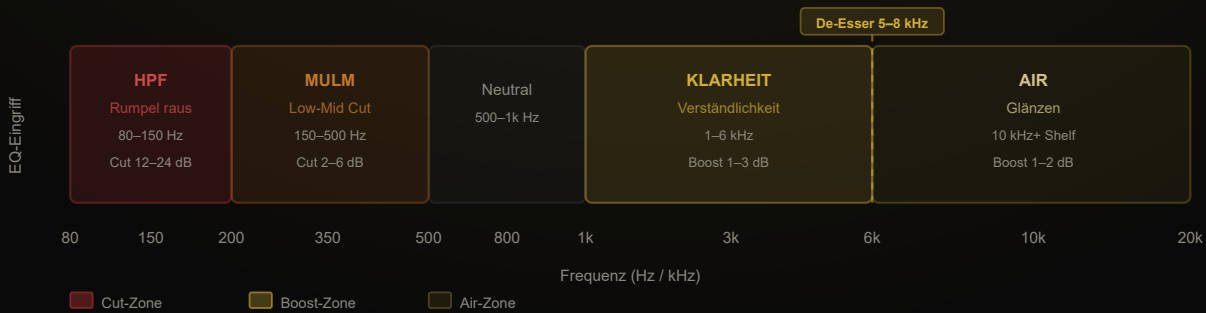 De-Esser 5–8 kHz
EQ-Eingriff
HPF
Rumpel raus
80–150 Hz
Cut 12–24 dB
MULM
Low-Mid Cut
150–500 Hz
Cut 2–6 dB
Neutral
500–1k Hz
KLARHEIT
Verständlichkeit
1–6 kHz
Boost 1–3 dB
AIR
Glänzen
10 kHz+ Shelf
Boost 1–2 dB
80 150 200 350 500 800 1k 3k 6k 10k 20k
Frequenz (Hz / kHz)
Cut-Zone Boost-Zone Air-Zone